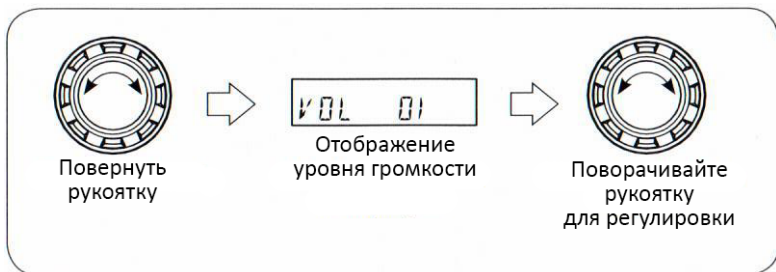 Повернуть
рукоятку
VOL 01
Отображение
уровня громкости
Поворачивайте
рукоятку
для регулировки